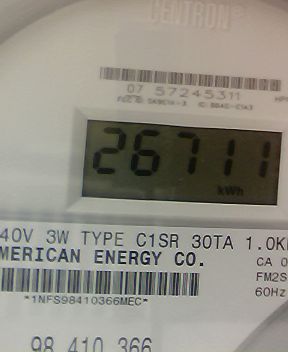 CENTRON®
07 57245311
26711
kWh
40V 3W TYPE C1SR 30TA 1.0K
MERICAN ENERGY CO.
CA 0
FM2S
*1NFS98410366MEC*
60Hz
98 410 366